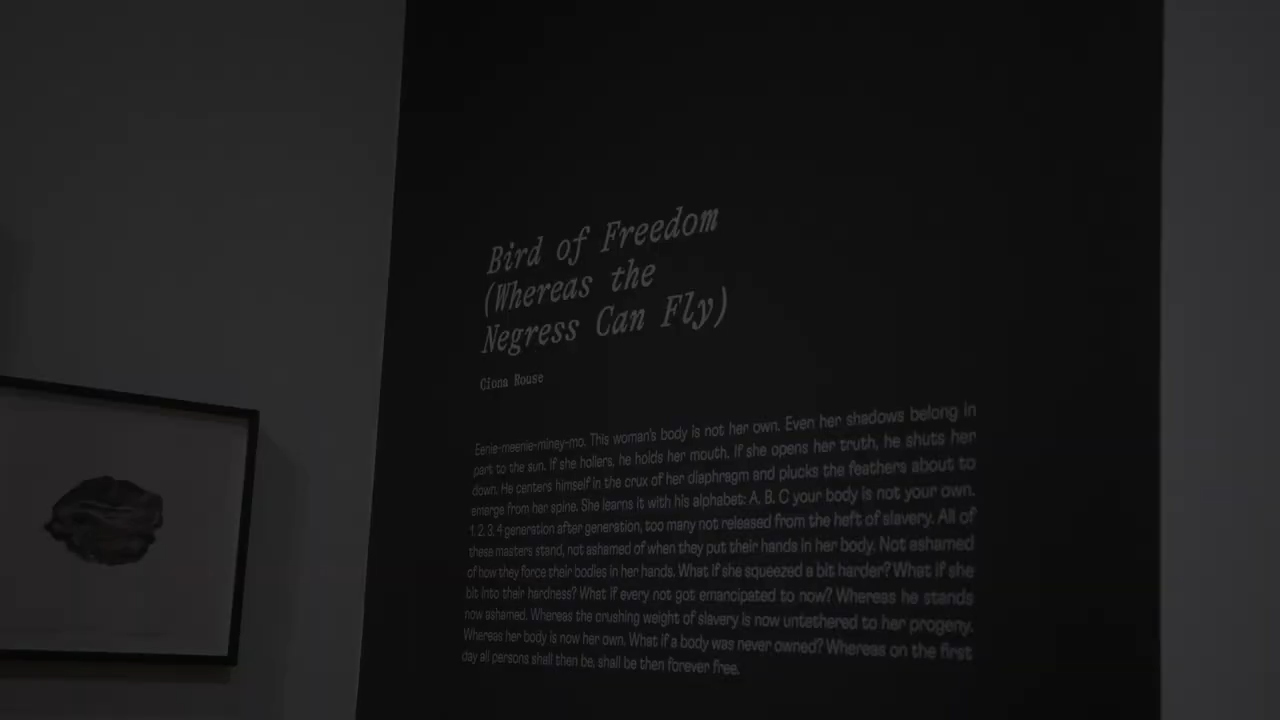 Bird of Freedom
(Whereas the
Negress Can Fly)
Ciona Rouse
Eenie-meenie-miney-mo. This woman's body is not her own. Even her shadows belong in
part to the sun. If she hollers, he holds her mouth. If she opens her truth, he shuts her
down. He centers himself in the crux of her diaphragm and plucks the feathers about to
emerge from her spine. She learns it with his alphabet: A, B, C your body is not your own.
1, 2, 3, 4 generation after generation, too many not released from the heft of slavery. All of
these masters stand, not ashamed of when they put their hands in her body. Not ashamed
of how they force their bodies in her hands. What if she squeezed a bit harder? What if she
bit into their hardness? What if every not got emancipated to now? Whereas he stands
now ashamed. Whereas the crushing weight of slavery is now untethered to her progeny.
Whereas her body is now her own. What if a body was never owned? Whereas on the first
day all persons shall then be, shall be then forever free.